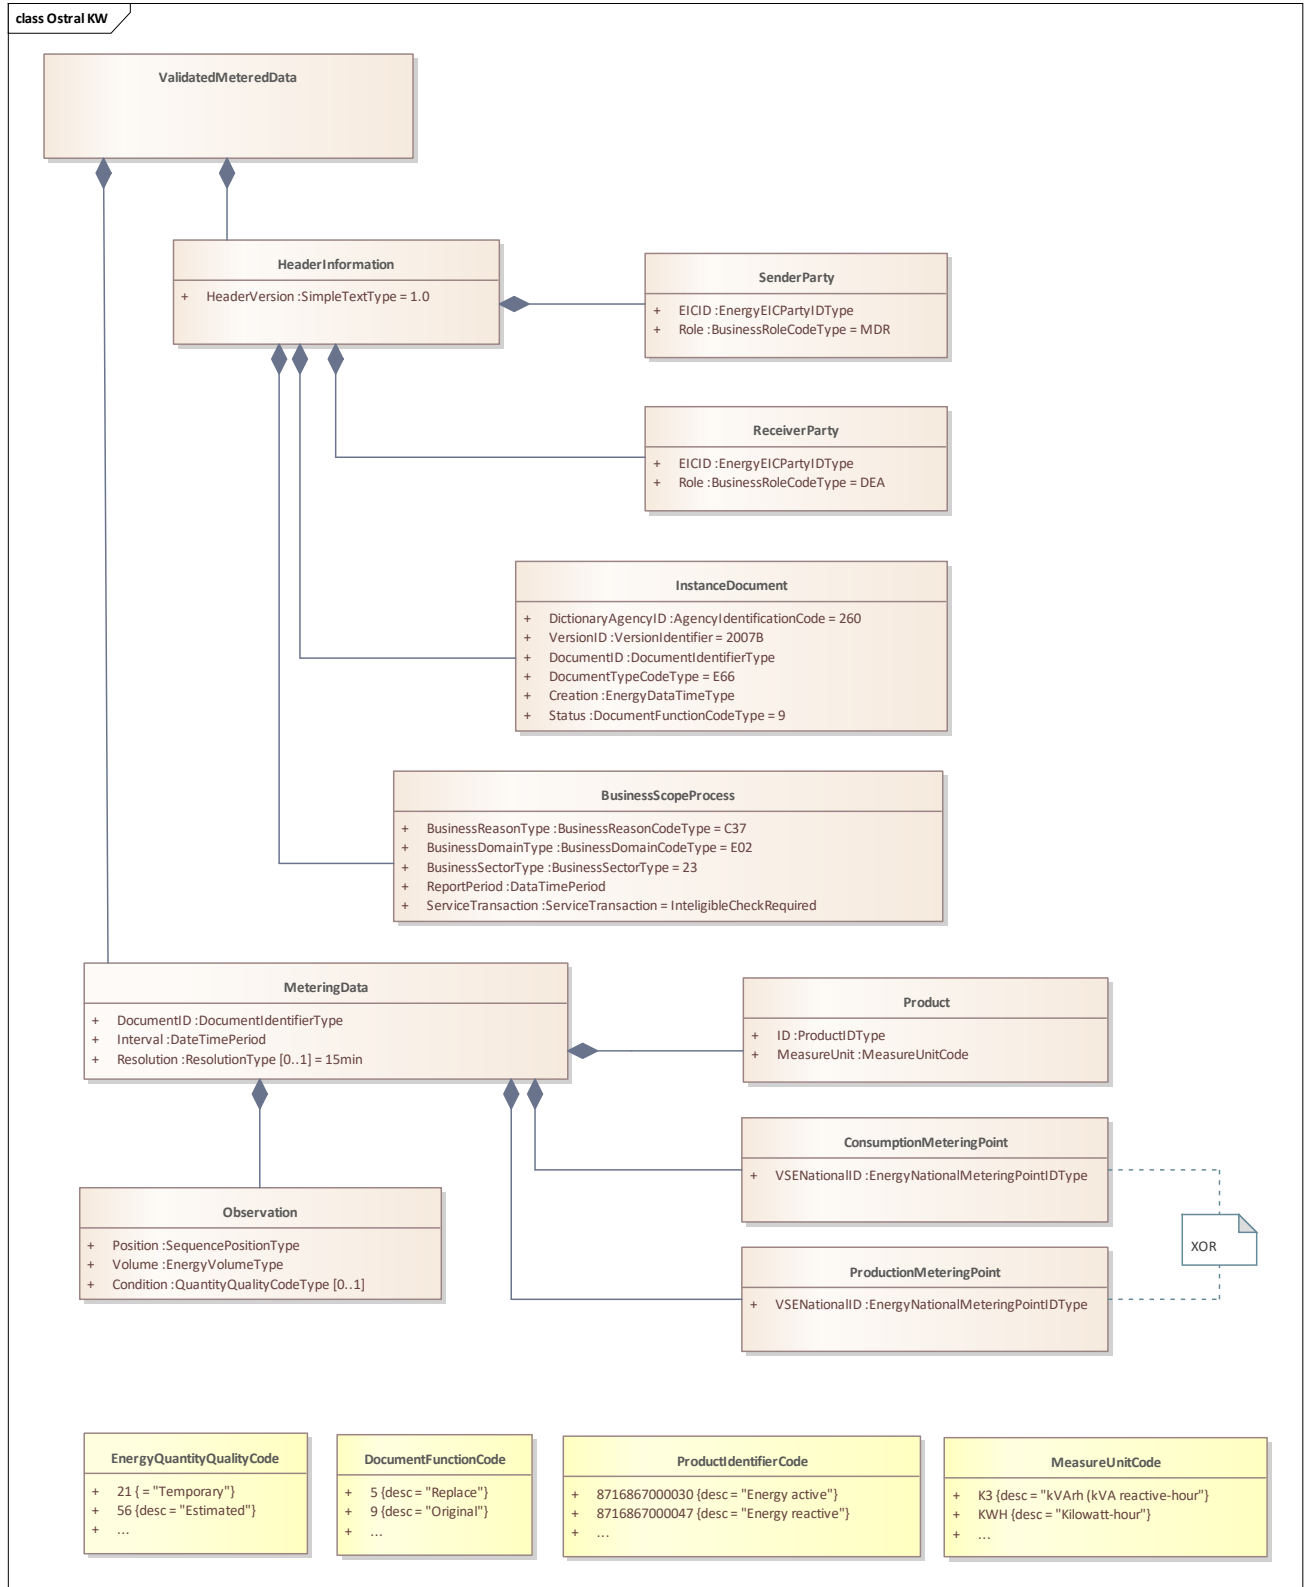 class Ostral KW
ValidatedMeteredData
HeaderInformation
+ HeaderVersion :SimpleTextType = 1.0
SenderParty
+ EICID :EnergyEICPartyIDType
+ Role :BusinessRoleCodeType = MDR
ReceiverParty
+ EICID :EnergyEICPartyIDType
+ Role :BusinessRoleCodeType = DEA
InstanceDocument
+ DictionaryAgencyID :AgencyIdentificationCode = 260
+ VersionID :VersionIdentifier = 2007B
+ DocumentID :DocumentIdentifierType
+ DocumentTypeCodeType = E66
+ Creation :EnergyDataTimeType
+ Status :DocumentFunctionCodeType = 9
BusinessScopeProcess
+ BusinessReasonType :BusinessReasonCodeType = C37
+ BusinessDomainType :BusinessDomainCodeType = E02
+ BusinessSectorType :BusinessSectorType = 23
+ ReportPeriod :DataTimePeriod
+ ServiceTransaction :ServiceTransaction = InteligibleCheckRequired
MeteringData
+ DocumentID :DocumentIdentifierType
+ Interval :DateTimePeriod
+ Resolution :ResolutionType [0..1] = 15min
Product
+ ID :ProductIDType
+ MeasureUnit :MeasureUnitCode
ConsumptionMeteringPoint
+ VSENationalID :EnergyNationalMeteringPointIDType
Observation
+ Position :SequencePositionType
+ Volume :EnergyVolumeType
+ Condition :QuantityQualityCodeType [0..1]
XOR
ProductionMeteringPoint
+ VSENationalID :EnergyNationalMeteringPointIDType
EnergyQuantityQualityCode
+ 21 { = "Temporary"}
+ 56 {desc = "Estimated"}
+ ...
DocumentFunctionCode
+ 5 {desc = "Replace"}
+ 9 {desc = "Original"}
+ ...
ProductIdentifierCode
+ 8716867000030 {desc = "Energy active"}
+ 8716867000047 {desc = "Energy reactive"}
+ ...
MeasureUnitCode
+ K3 {desc = "kVArh (kVA reactive-hour"}
+ KWH {desc = "Kilowatt-hour"}
+ ...